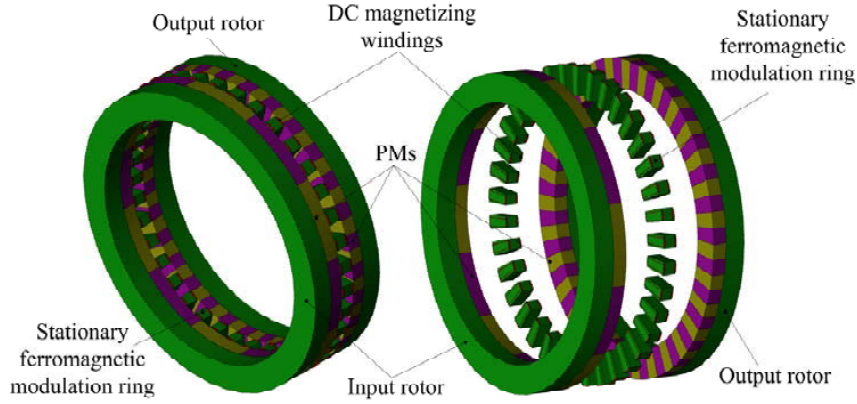 Output rotor
DC magnetizing
windings
Stationary
ferromagnetic
modulation ring
PMs
Stationary
ferromagnetic
modulation ring
Input rotor
Output rotor